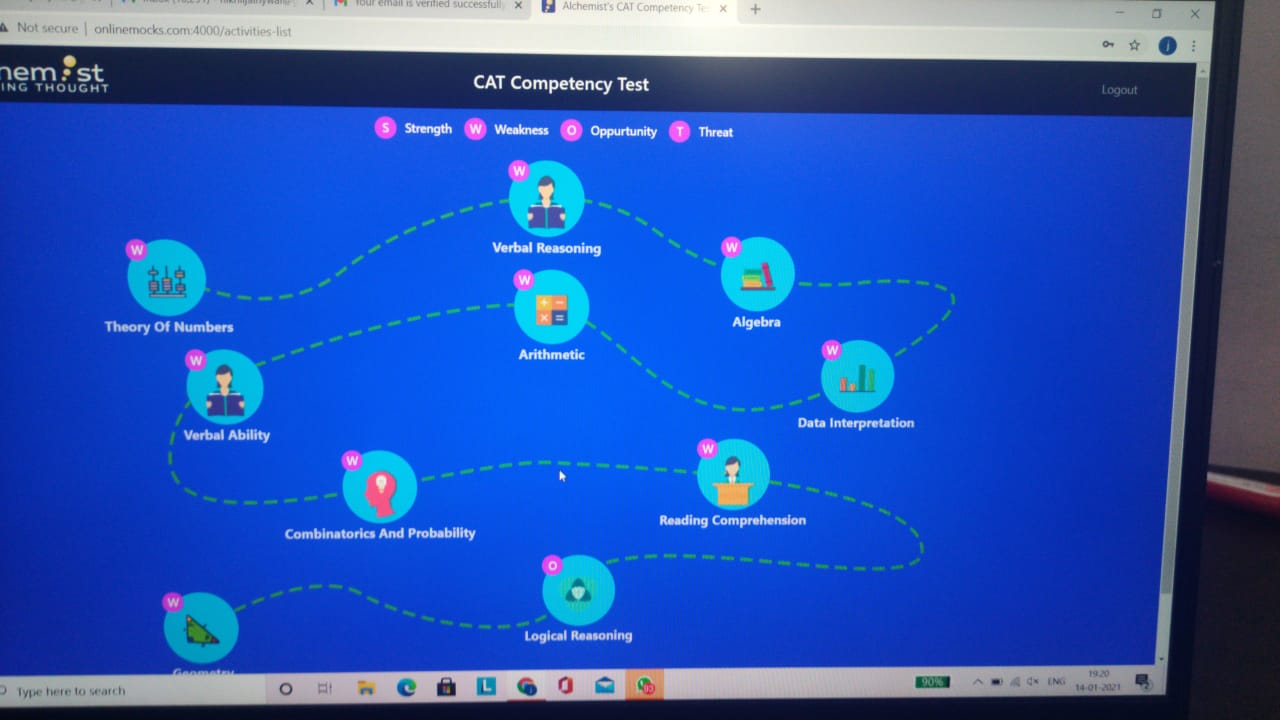 Your email is verified successfully
Alchemist's CAT Competency Te
Not secure | onlinemocks.com:4000/activities-list
CAT Competency Test
Logout
ING THOUGHT
S Strength W Weakness O Oppurtunity T Threat
W
Verbal Reasoning
W
Theory Of Numbers
W
Algebra
W
Arithmetic
W
Verbal Ability
W
Data Interpretation
W
Combinatorics And Probability
W
Reading Comprehension
O
Logical Reasoning
W
Geometry
Type here to search
L
90%
ENG
19:20
14-01-2021